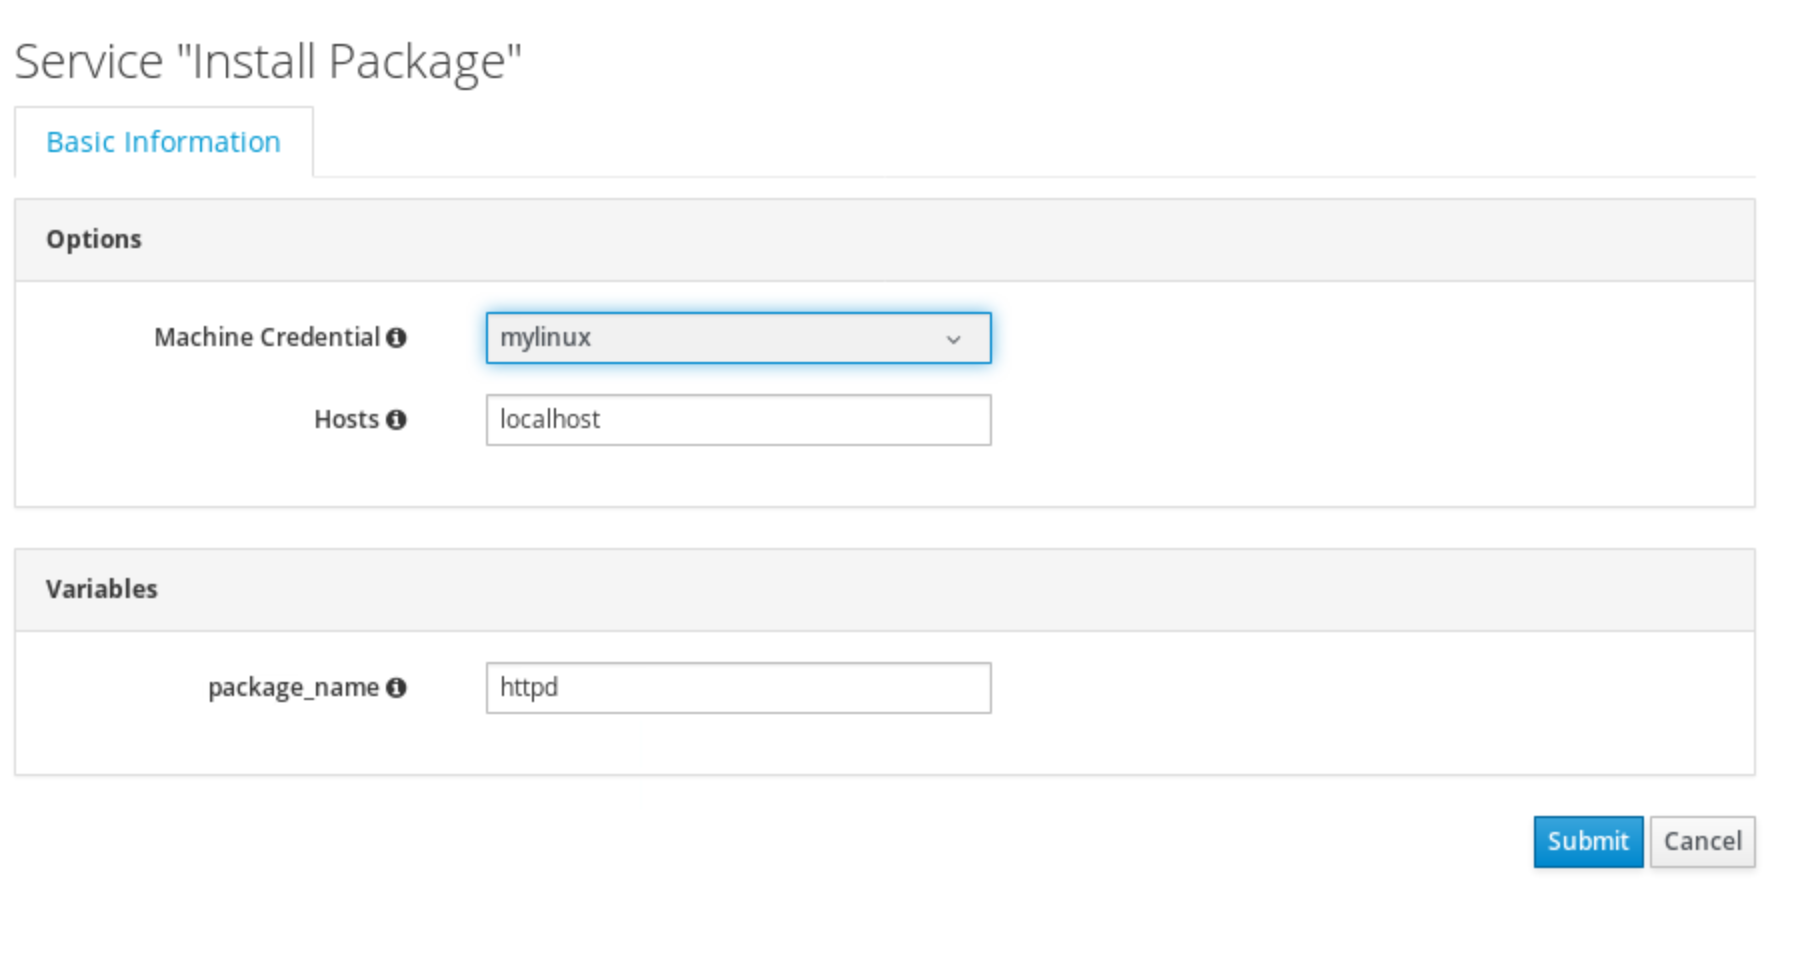 Service "Install Package"
Basic Information
Options
Machine Credential
mylinux
Hosts
localhost
Variables
package_name
httpd
Submit
Cancel